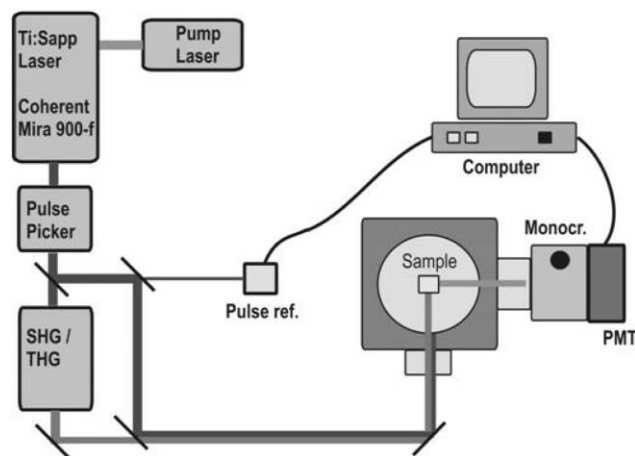 Ti:Sapp
Laser
Coherent
Mira 900-f
Pump
Laser
Pulse
Picker
SHG /
THG
Pulse ref.
Computer
Sample
Monocr.
PMT